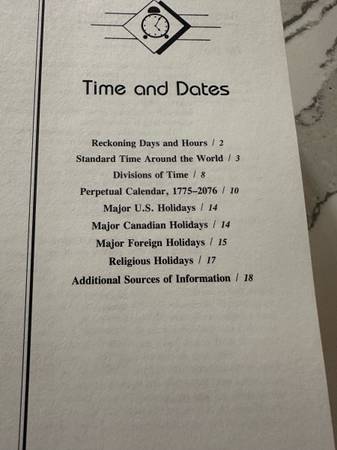 Time and Dates
Reckoning Days and Hours / 2
Standard Time Around the World / 3
Divisions of Time / 8
Perpetual Calendar, 1775–2076 / 10
Major U.S. Holidays / 14
Major Canadian Holidays / 14
Major Foreign Holidays / 15
Religious Holidays / 17
Additional Sources of Information / 18